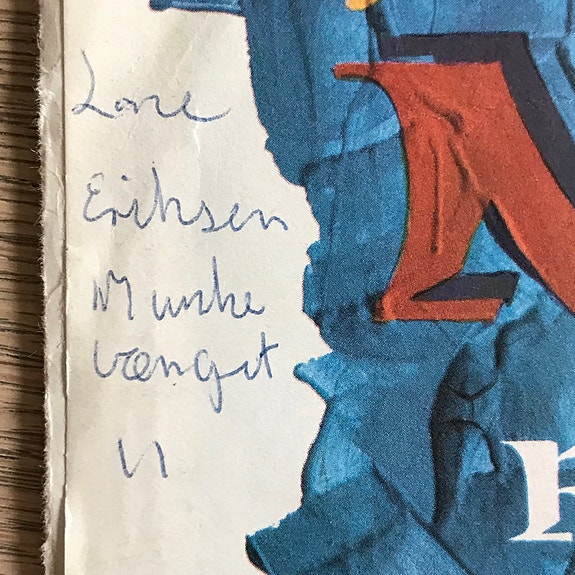 Lone
Eriksen
Munke
vænget
11
K